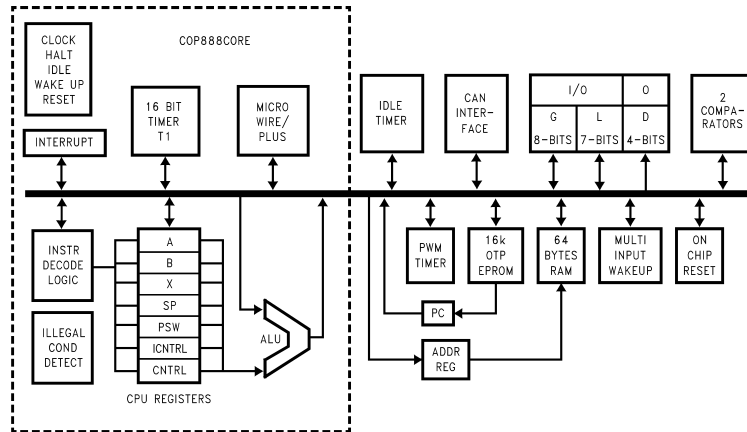 COP888CORE
CLOCK
HALT
IDLE
WAKE UP
RESET
INTERRUPT
16 BIT
TIMER
T1
MICRO
WIRE/
PLUS
IDLE
TIMER
CAN
INTER-
FACE
I/O
O
G
L
D
8-BITS
7-BITS
4-BITS
2
COMPA-
RATORS
INSTR
DECODE
LOGIC
ILLEGAL
COND
DETECT
A
B
X
SP
PSW
ICNTRL
CNTRL
CPU REGISTERS
ALU
PWM
TIMER
16k
OTP
EPROM
64
BYTES
RAM
MULTI
INPUT
WAKEUP
ON
CHIP
RESET
PC
ADDR
REG